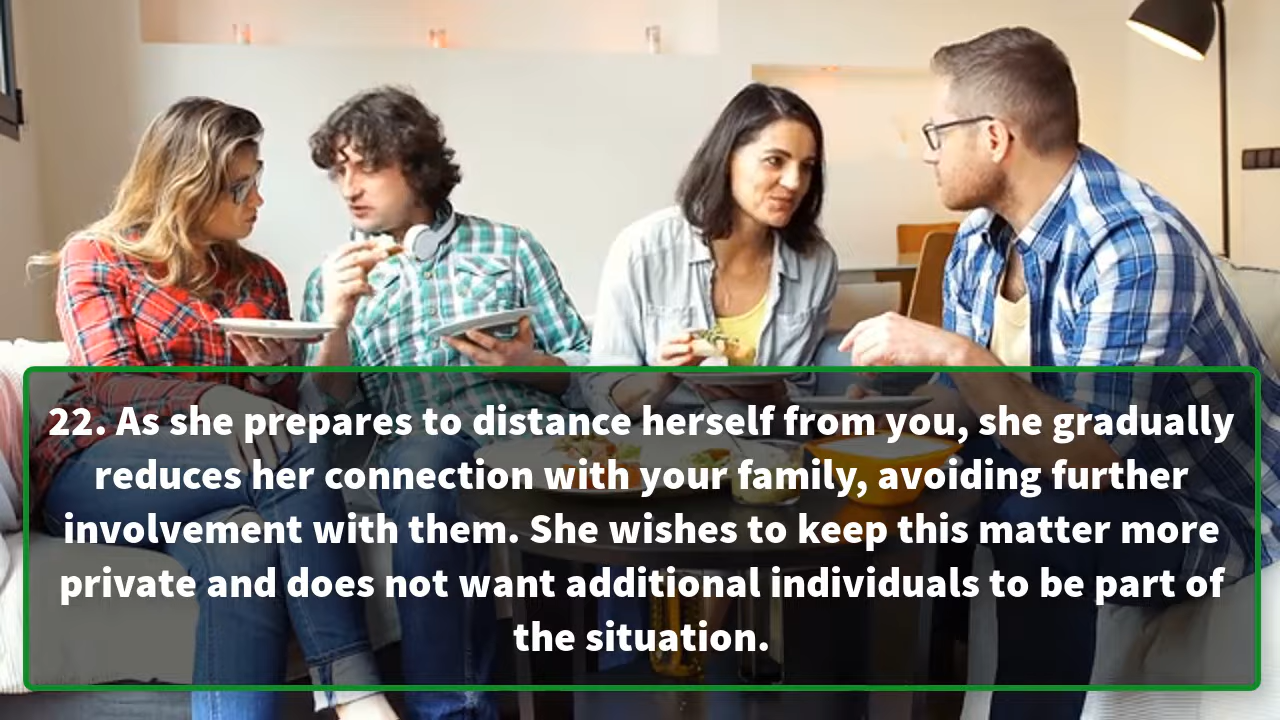 22. As she prepares to distance herself from you, she gradually
reduces her connection with your family, avoiding further
involvement with them. She wishes to keep this matter more
private and does not want additional individuals to be part of
the situation.